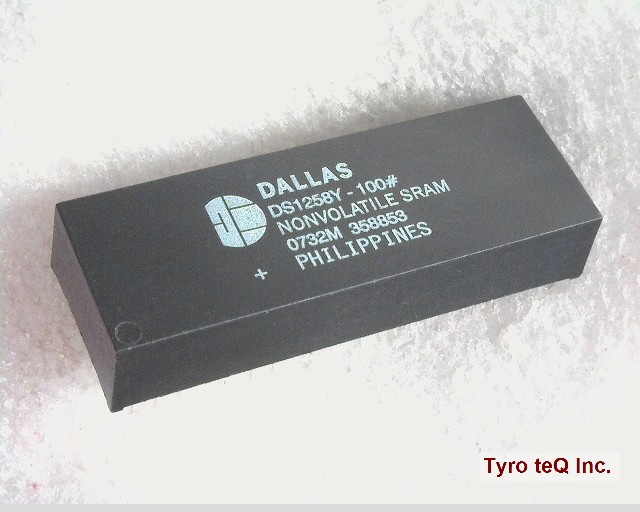 DALLAS
DS1258Y-100#
NONVOLATILE SRAM
0732M 358853
+ PHILIPPINES
Tyro teQ Inc.